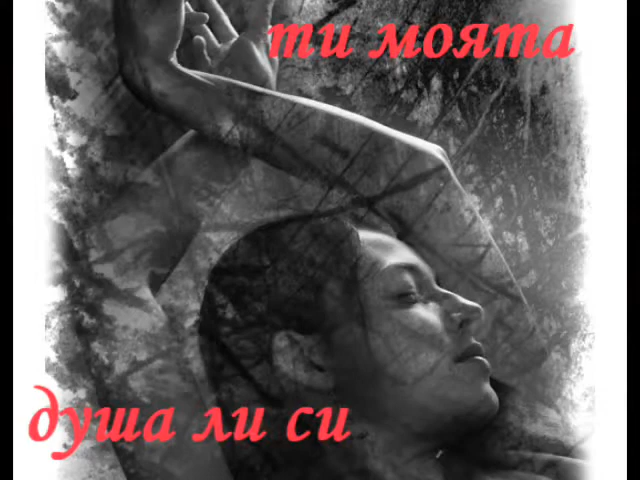 ти моята
душа ли си